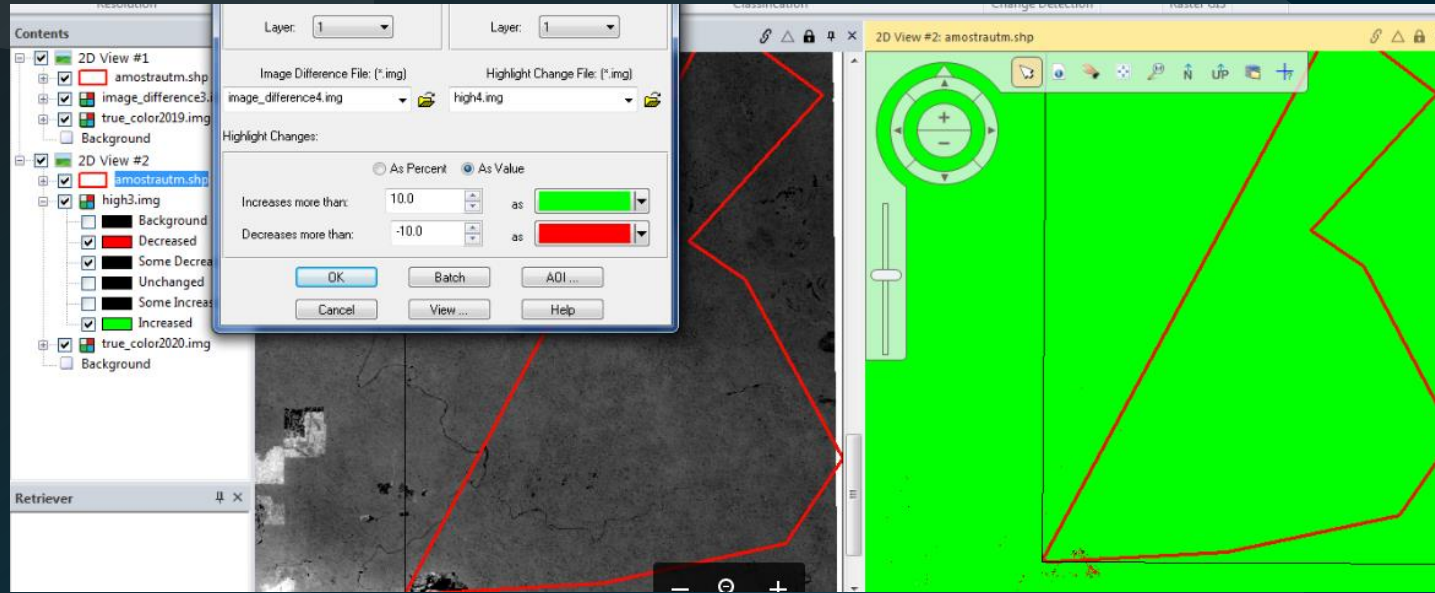 Resolution
Classification
Change Detection
Raster GIS
Contents
2D View #1
amostrautm.shp
image_difference3.i
true_color2019.img
Background
2D View #2
amostrautm.shp
high3.img
Background
Decreased
Some Decrea
Unchanged
Some Increas
Increased
true_color2020.img
Background
Retriever
Layer: 1
Layer: 1
Image Difference File: (*.img)
Highlight Change File: (*.img)
image_difference4.img
high4.img
Highlight Changes:
As Percent As Value
Increases more than: 10.0 as
Decreases more than: -10.0 as
OK Batch AOI ...
Cancel View ... Help
2D View #2: amostrautm.shp
N UP